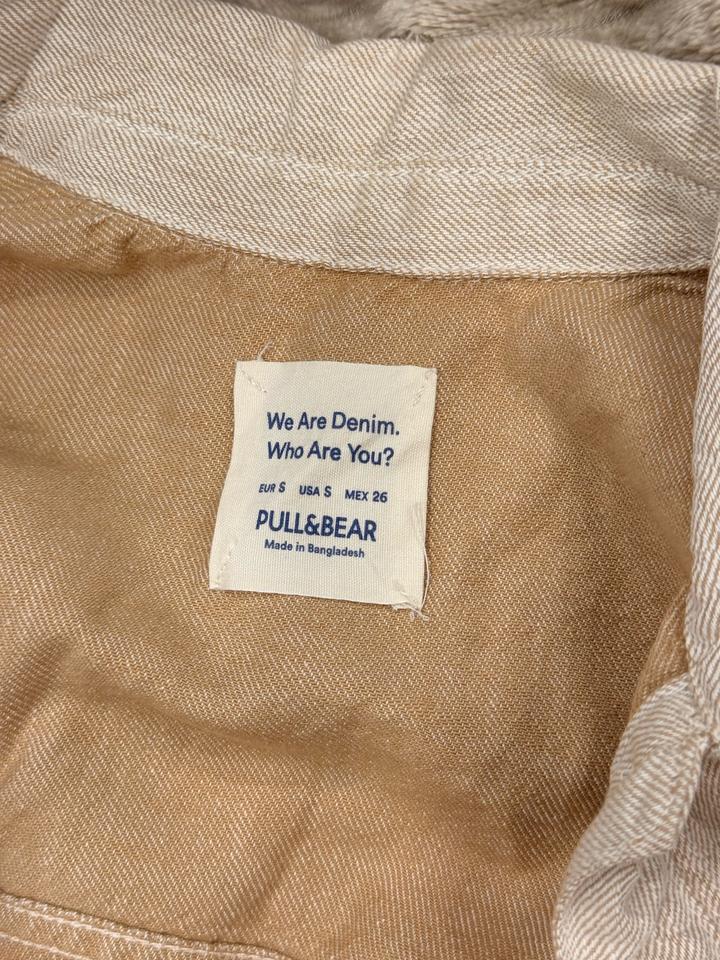 We Are Denim.
Who Are You?
EUR S USA S MEX 26
PULL&BEAR
Made in Bangladesh